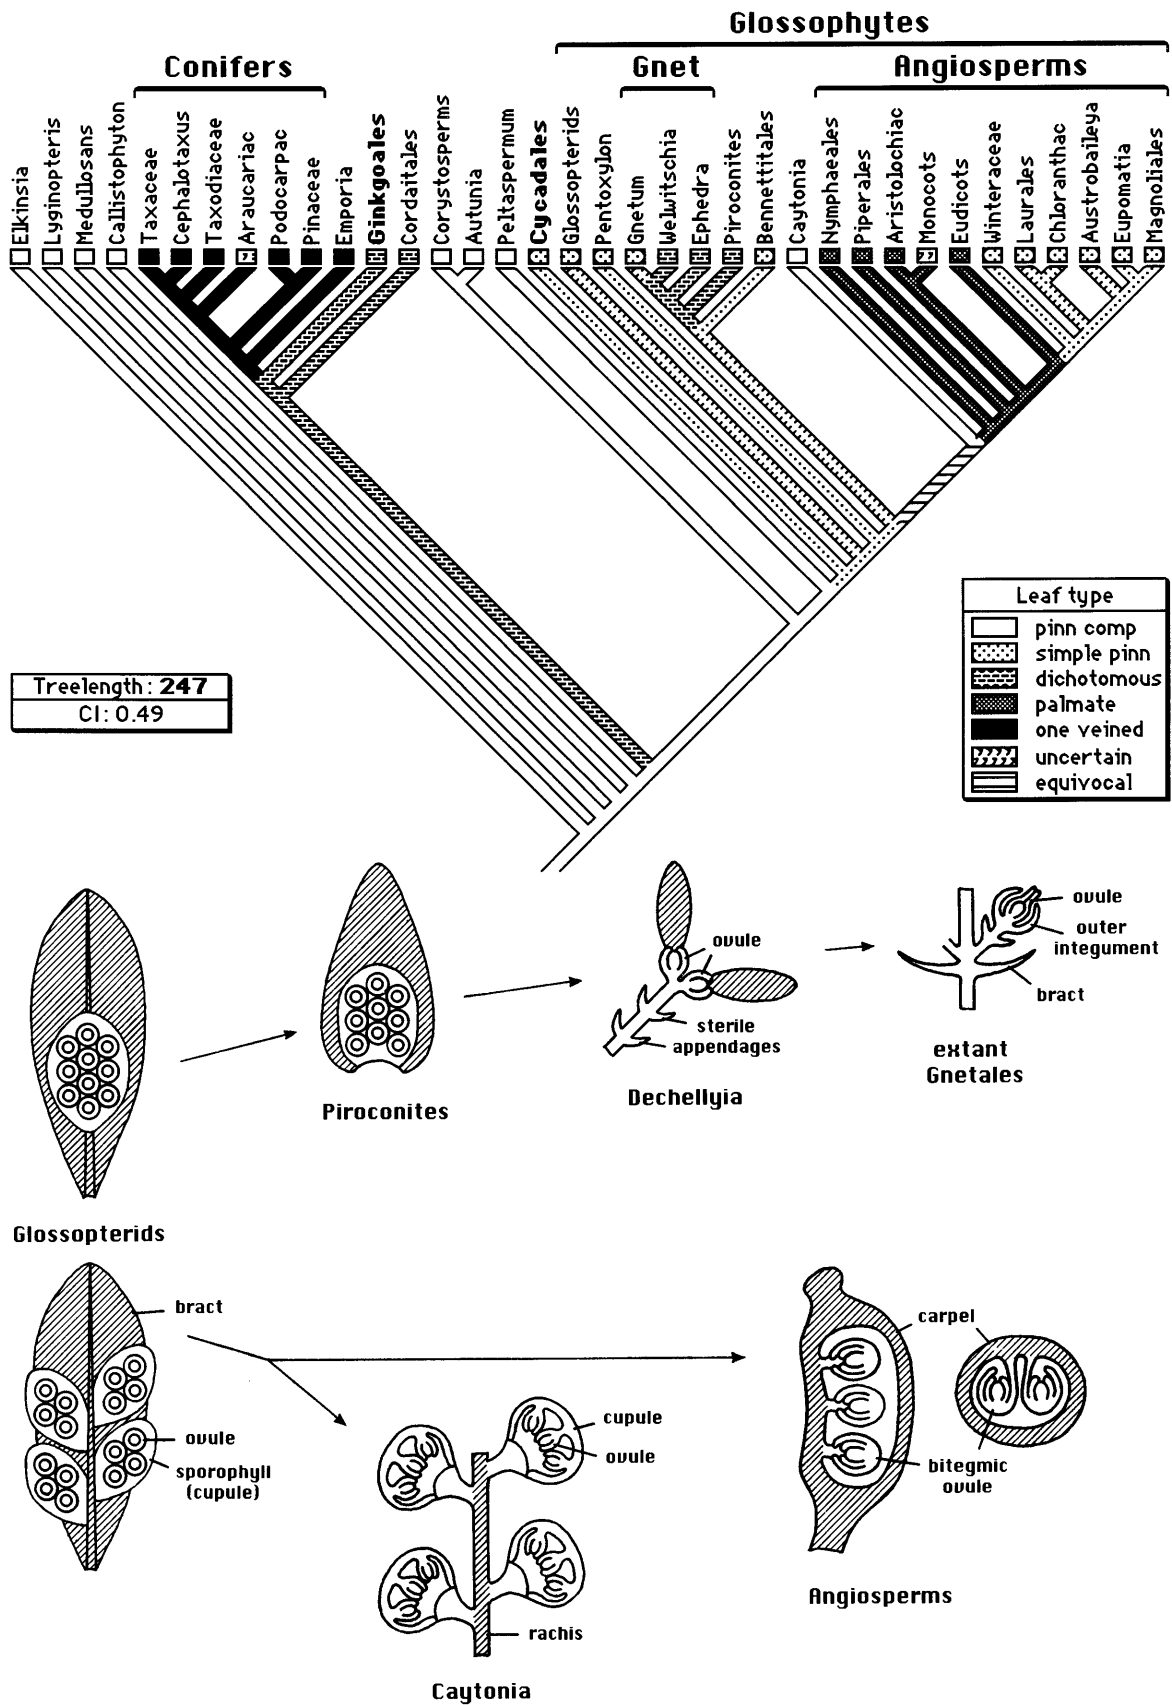 Glossophytes
Conifers
Gnet
Angiosperms
Elkinsia
Lyginopteris
Medullosans
Callistophyton
Taxaceae
Cephalotaxus
Taxodiaceae
Araucariac
Podocarpac
Pinaceae
Emporia
Ginkgoales
Cordaitales
Corystosperms
Autunia
Peltaspermum
Cycadales
Glossopterids
Pentoxylon
Gnetum
Welwitschia
Ephedra
Piroconites
Bennettitales
Caytonia
Nymphaeales
Piperales
Aristolochiac
Monocots
Eudicots
Winteraceae
Laurales
Chloranthac
Austrobaileya
Eupomatia
Magnoliales
Leaf type
pinn comp
simple pinn
dichotomous
palmate
one veined
uncertain
equivocal
Treelength: 247
CI: 0.49
ovule
sterile
appendages
ovule
outer
integument
bract
Glossopterids
Piroconites
Dechellyia
extant
Gnetales
bract
ovule
sporophyll
(cupule)
cupule
ovule
rachis
Caytonia
carpel
bitegmic
ovule
Angiosperms